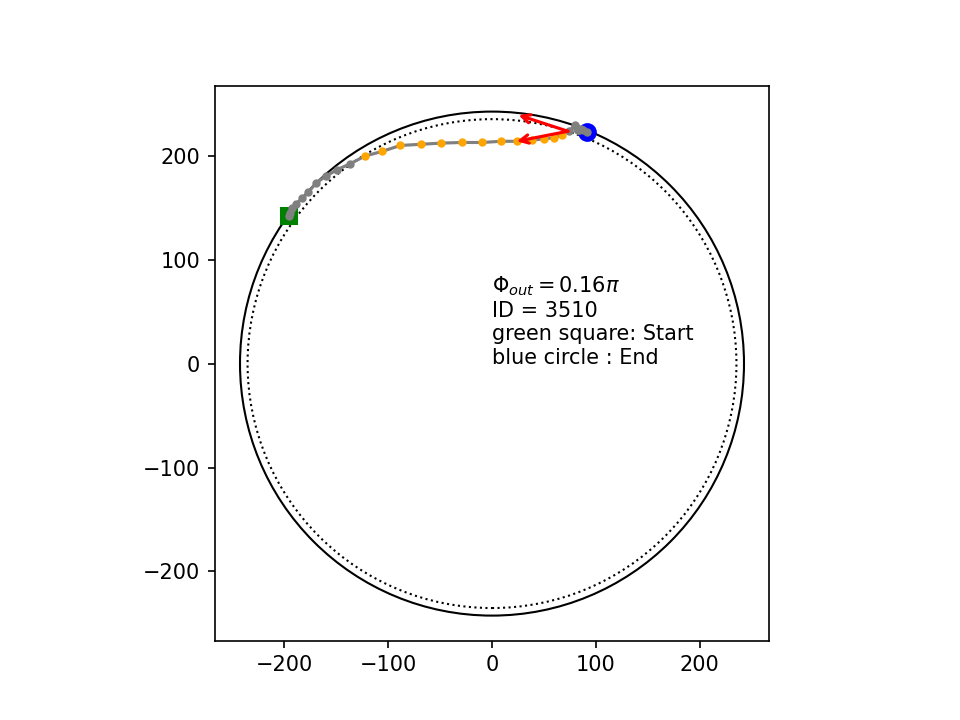 200
100
0
−100
−200
Φout = 0.16π
ID = 3510
green square: Start
blue circle : End
−200 −100 0 100 200